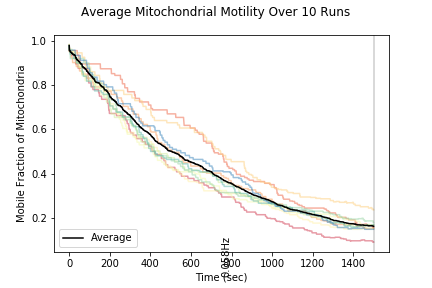 Average Mitochondrial Motility Over 10 Runs
Mobile Fraction of Mitochondria
1.0
0.8
0.6
0.4
0.2
Average
0 200 400 600 800 1000 1200 1400
Time (sec)